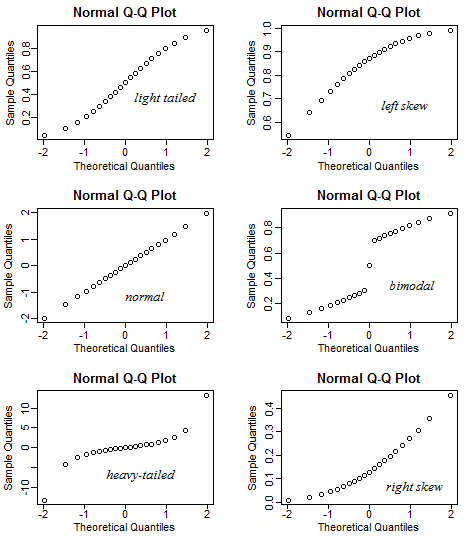 Normal Q-Q Plot
Sample Quantiles
0.2 0.4 0.6 0.8
light tailed
-2 -1 0 1 2
Theoretical Quantiles
Normal Q-Q Plot
Sample Quantiles
0.6 0.7 0.8 0.9 1.0
left skew
-2 -1 0 1 2
Theoretical Quantiles
Normal Q-Q Plot
Sample Quantiles
-2 -1 0 1 2
normal
-2 -1 0 1 2
Theoretical Quantiles
Normal Q-Q Plot
Sample Quantiles
0.2 0.4 0.6 0.8
bimodal
-2 -1 0 1 2
Theoretical Quantiles
Normal Q-Q Plot
Sample Quantiles
-10 0 5 10
heavy-tailed
-2 -1 0 1 2
Theoretical Quantiles
Normal Q-Q Plot
Sample Quantiles
0.0 0.1 0.2 0.3 0.4
right skew
-2 -1 0 1 2
Theoretical Quantiles